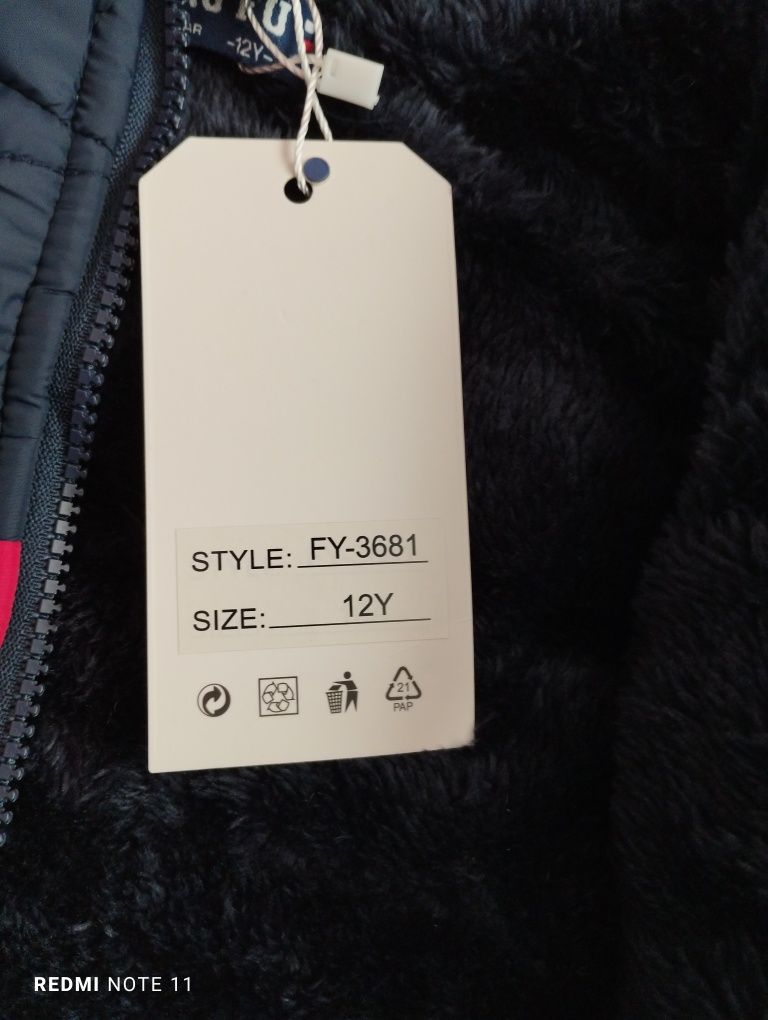 -12Y-
STYLE: FY-3681
SIZE: 12Y
21
PAP
REDMI NOTE 11